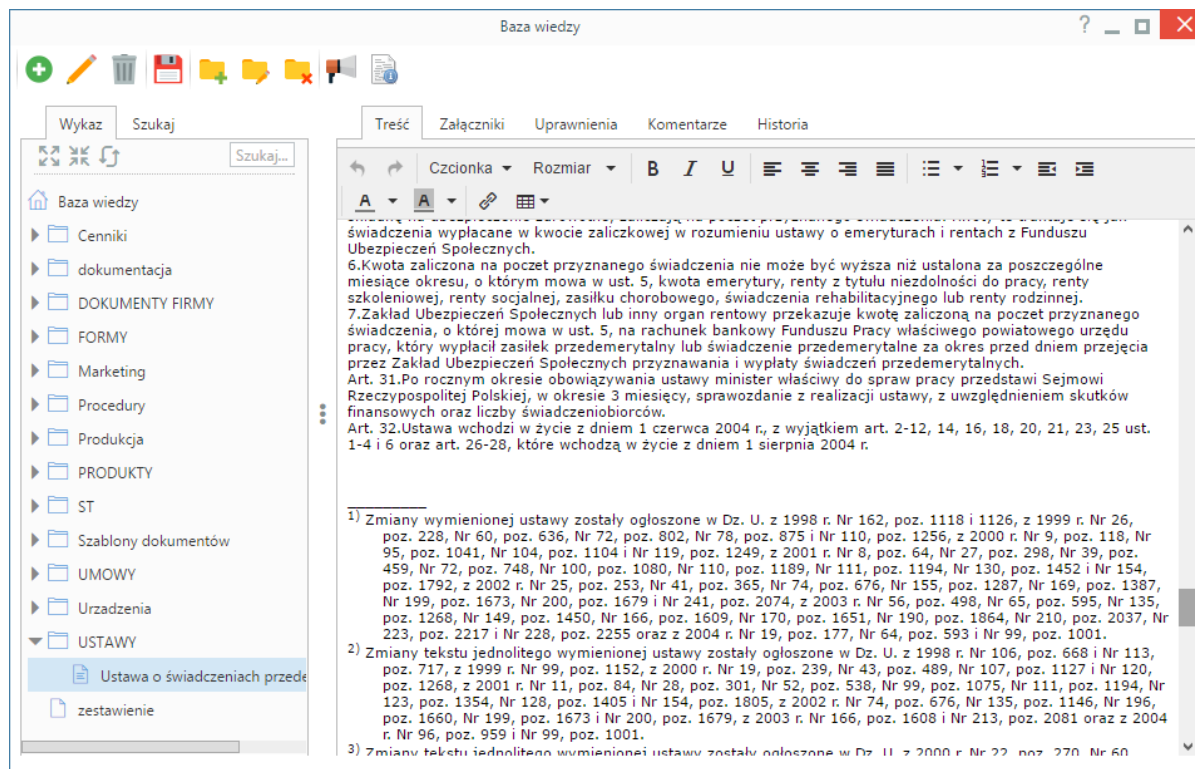 Baza wiedzy
Wykaz
Szukaj
Szukaj...
Baza wiedzy
Cenniki
dokumentacja
DOKUMENTY FIRMY
FORMY
Marketing
Procedury
Produkcja
PRODUKTY
ST
Szablony dokumentów
UMOWY
Urzadzenia
USTAWY
Ustawa o świadczeniach przede
zestawienie
Treść
Załączniki
Uprawnienia
Komentarze
Historia
Czcionka
Rozmiar
B I U
A A
świadczenia wypłacane w kwocie zaliczkowej w rozumieniu ustawy o emeryturach i rentach z Funduszu
Ubezpieczeń Społecznych.
6.Kwota zaliczona na poczet przyznanego świadczenia nie może być wyższa niż ustalona za poszczególne
miesiące okresu, o którym mowa w ust. 5, kwota emerytury, renty z tytułu niezdolności do pracy, renty
szkoleniowej, renty socjalnej, zasiłku chorobowego, świadczenia rehabilitacyjnego lub renty rodzinnej.
7.Zakład Ubezpieczeń Społecznych lub inny organ rentowy przekazuje kwotę zaliczoną na poczet przyznanego
świadczenia, o której mowa w ust. 5, na rachunek bankowy Funduszu Pracy właściwego powiatowego urzędu
pracy, który wypłacił zasiłek przedemerytalny lub świadczenie przedemerytalne za okres przed dniem przejęcia
przez Zakład Ubezpieczeń Społecznych przyznawania i wypłaty świadczeń przedemerytalnych.
Art. 31.Po rocznym okresie obowiązywania ustawy minister właściwy do spraw pracy przedstawi Sejmowi
Rzeczypospolitej Polskiej, w okresie 3 miesięcy, sprawozdanie z realizacji ustawy, z uwzględnieniem skutków
finansowych oraz liczby świadczeniobiorców.
Art. 32.Ustawa wchodzi w życie z dniem 1 czerwca 2004 r., z wyjątkiem art. 2-12, 14, 16, 18, 20, 21, 23, 25 ust.
1-4 i 6 oraz art. 26-28, które wchodzą w życie z dniem 1 sierpnia 2004 r.
1) Zmiany wymienionej ustawy zostały ogłoszone w Dz. U. z 1998 r. Nr 162, poz. 1118 i 1126, z 1999 r. Nr 26,
poz. 228, Nr 60, poz. 636, Nr 72, poz. 802, Nr 78, poz. 875 i Nr 110, poz. 1256, z 2000 r. Nr 9, poz. 118, Nr
95, poz. 1041, Nr 104, poz. 1104 i Nr 119, poz. 1249, z 2001 r. Nr 8, poz. 64, Nr 27, poz. 298, Nr 39, poz.
459, Nr 72, poz. 748, Nr 100, poz. 1080, Nr 110, poz. 1189, Nr 111, poz. 1194, Nr 130, poz. 1452 i Nr 154,
poz. 1792, z 2002 r. Nr 25, poz. 253, Nr 41, poz. 365, Nr 74, poz. 676, Nr 155, poz. 1287, Nr 169, poz. 1387,
Nr 199, poz. 1673, Nr 200, poz. 1679 i Nr 241, poz. 2074, z 2003 r. Nr 56, poz. 498, Nr 65, poz. 595, Nr 135,
poz. 1268, Nr 149, poz. 1450, Nr 166, poz. 1609, Nr 170, poz. 1651, Nr 190, poz. 1864, Nr 210, poz. 2037, Nr
223, poz. 2217 i Nr 228, poz. 2255 oraz z 2004 r. Nr 19, poz. 177, Nr 64, poz. 593 i Nr 99, poz. 1001.
2) Zmiany tekstu jednolitego wymienionej ustawy zostały ogłoszone w Dz. U. z 1998 r. Nr 106, poz. 668 i Nr 113,
poz. 717, z 1999 r. Nr 99, poz. 1152, z 2000 r. Nr 19, poz. 239, Nr 43, poz. 489, Nr 107, poz. 1127 i Nr 120,
poz. 1268, z 2001 r. Nr 11, poz. 84, Nr 28, poz. 301, Nr 52, poz. 538, Nr 99, poz. 1075, Nr 111, poz. 1194, Nr
123, poz. 1354, Nr 128, poz. 1405 i Nr 154, poz. 1805, z 2002 r. Nr 74, poz. 676, Nr 135, poz. 1146, Nr 196,
poz. 1660, Nr 199, poz. 1673 i Nr 200, poz. 1679, z 2003 r. Nr 166, poz. 1608 i Nr 213, poz. 2081 oraz z 2004
r. Nr 96, poz. 959 i Nr 99, poz. 1001.
3) Zmiany tekstu jednolitego wymienionej ustawy zostały ogłoszone w Dz. U. z 2000 r. Nr 22, poz. 270, Nr 60,